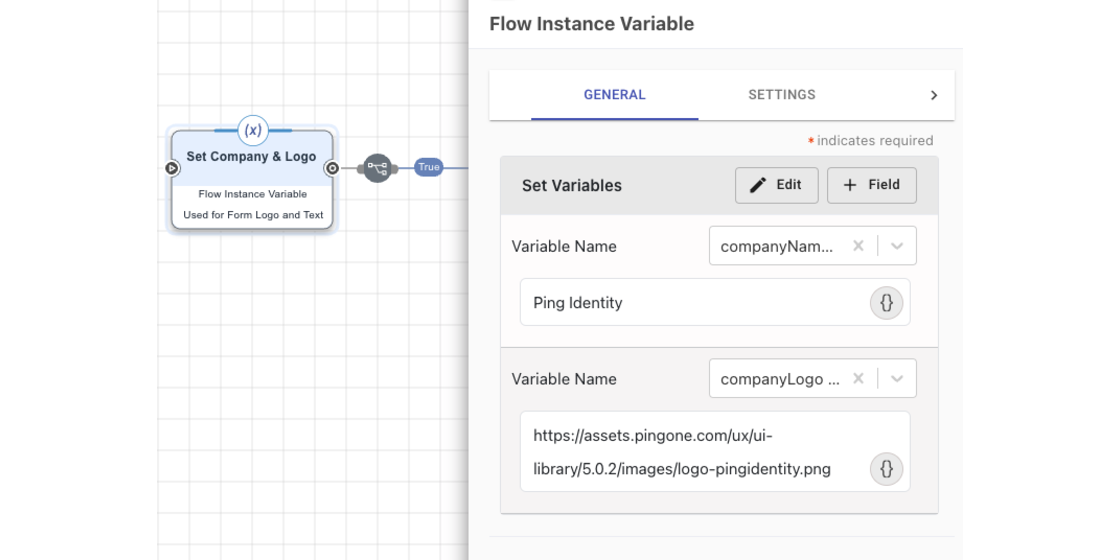 Flow Instance Variable
GENERAL
SETTINGS
* indicates required
Set Variables
Edit
+ Field
Variable Name
companyNam...
Ping Identity
{}
Variable Name
companyLogo ...
https://assets.pingone.com/ux/ui-
library/5.0.2/images/logo-pingidentity.png
{}
(x)
Set Company & Logo
Flow Instance Variable
Used for Form Logo and Text
True